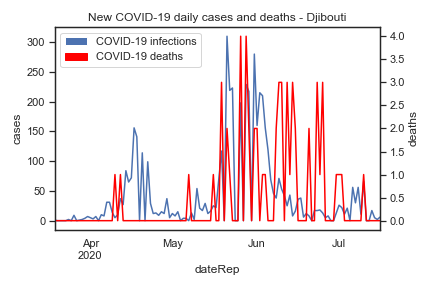 New COVID-19 daily cases and deaths - Djibouti
COVID-19 infections
COVID-19 deaths
300
250
200
150
100
50
0
cases
4.0
3.5
3.0
2.5
2.0
1.5
1.0
0.5
0.0
deaths
Apr
2020
May
Jun
Jul
dateRep